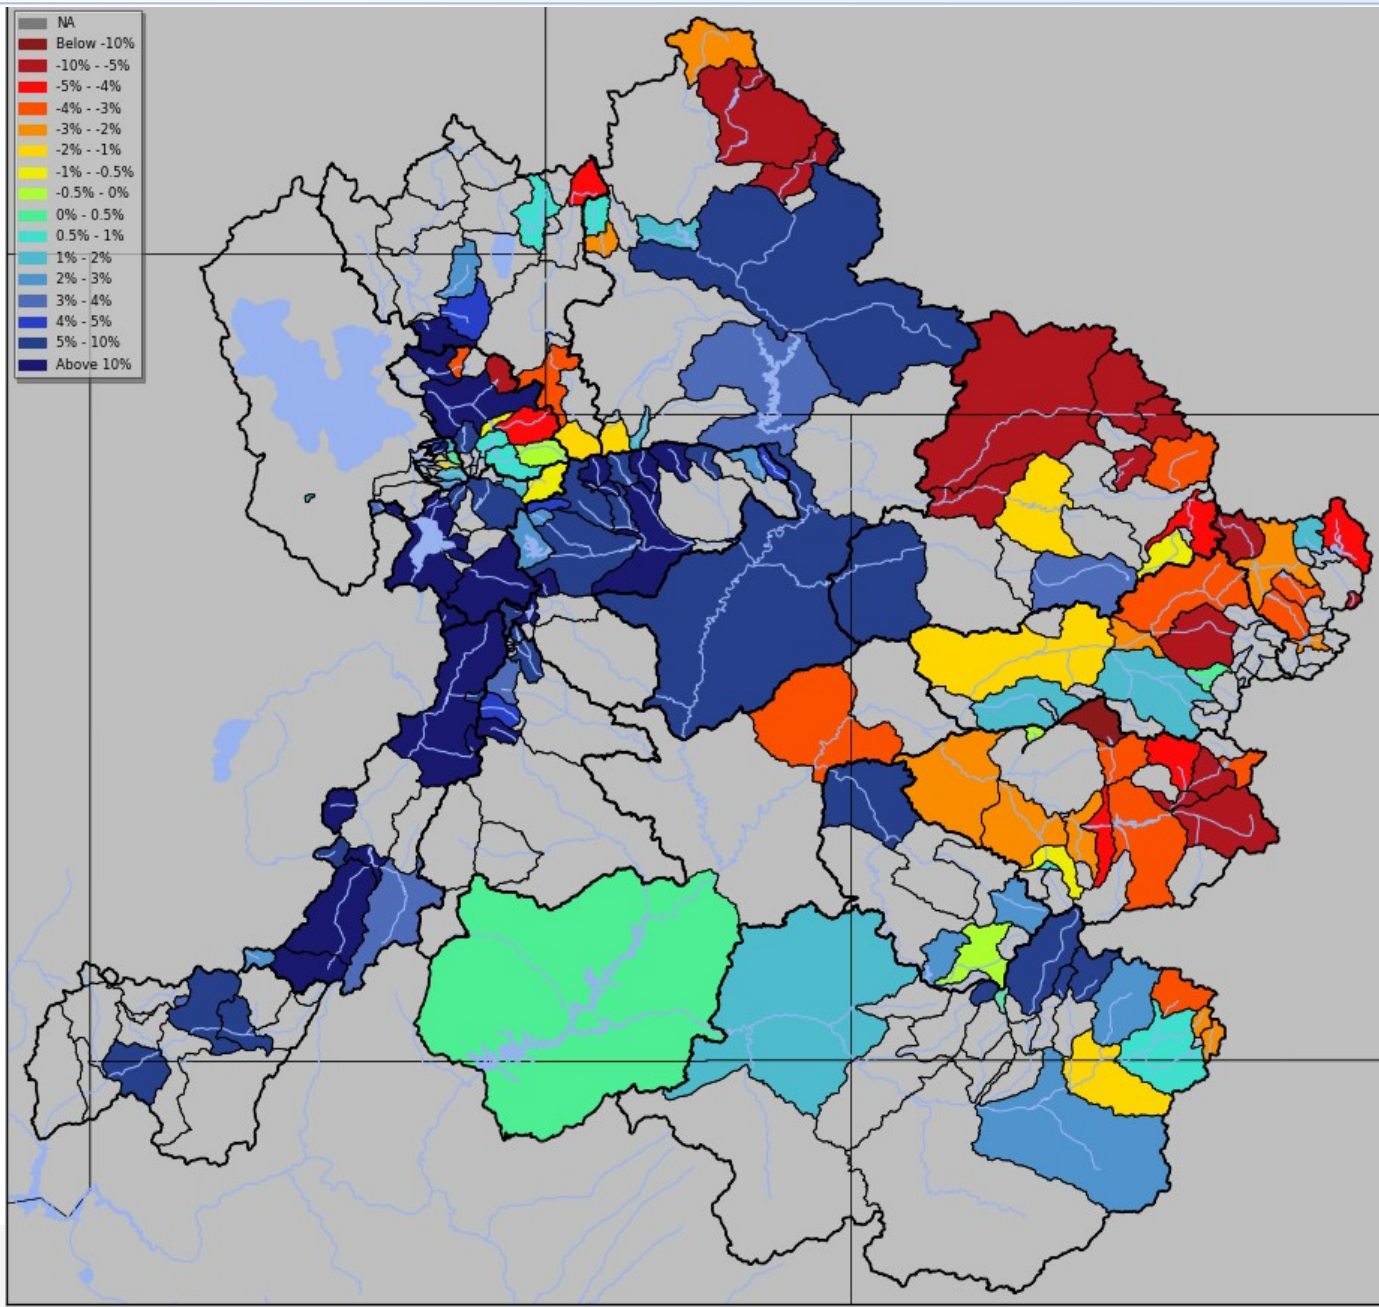 NA
Below -10%
-10% - -5%
-5% - -4%
-4% - -3%
-3% - -2%
-2% - -1%
-1% - -0.5%
-0.5% - 0%
0% - 0.5%
0.5% - 1%
1% - 2%
2% - 3%
3% - 4%
4% - 5%
5% - 10%
Above 10%